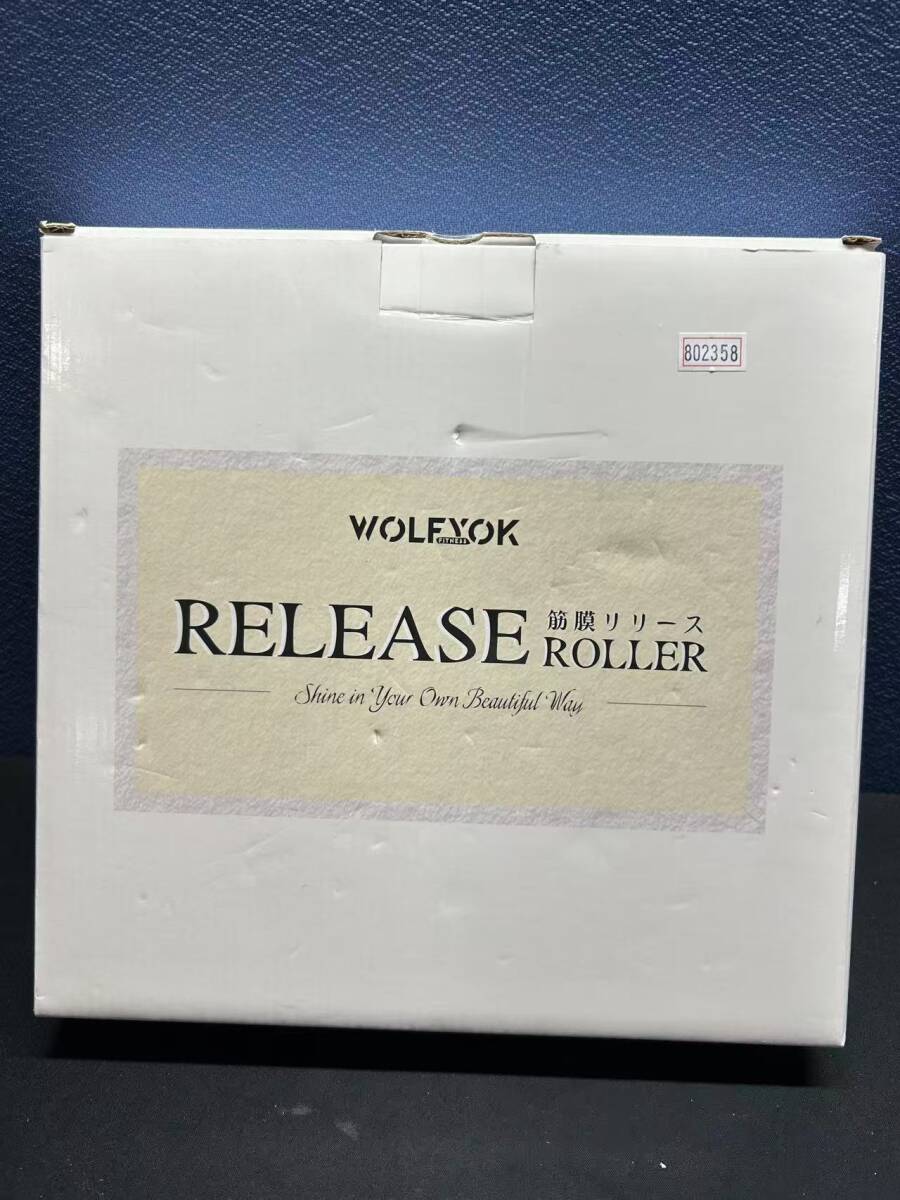 802358
WOLFYOK
FITNESS
RELEASE 筋膜リリース
ROLLER
Shine in Your Own Beautiful Way